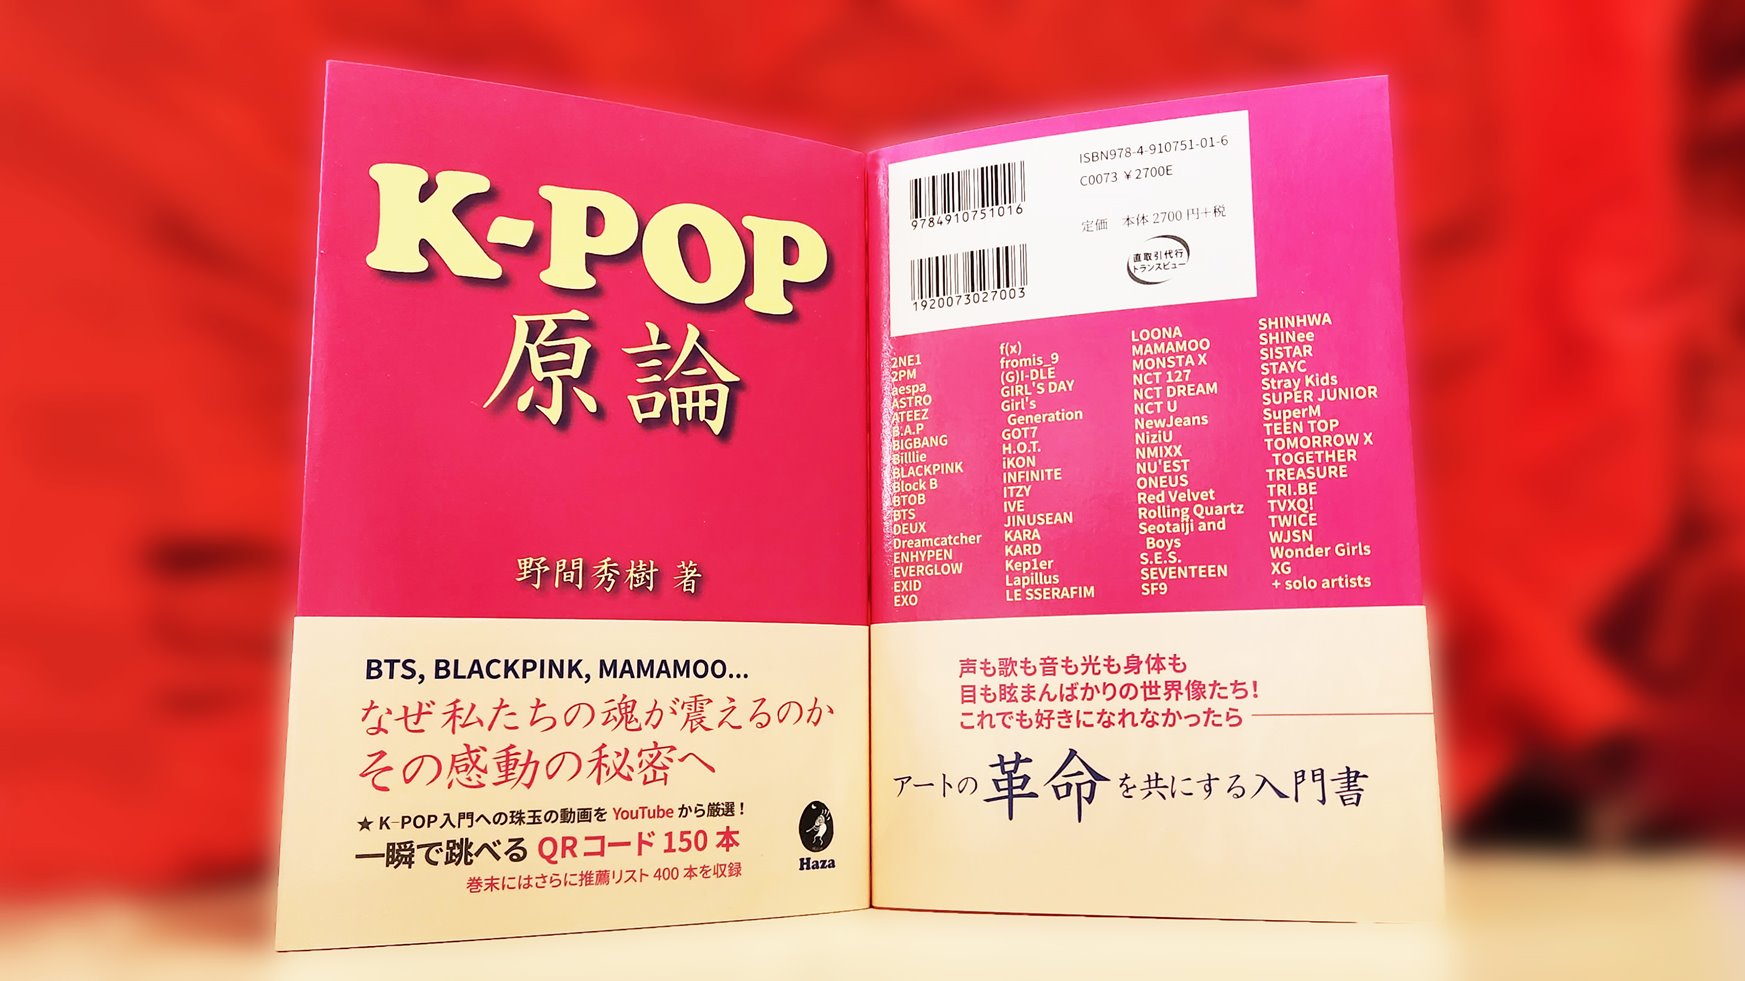 K-POP
原論
野間秀樹 著
BTS, BLACKPINK, MAMAMOO...
なぜ私たちの魂が震えるのか
その感動の秘密へ
★ K-POP入門への珠玉の動画を YouTube から厳選！
一瞬で跳べる QRコード 150 本
巻末にはさらに推薦リスト 400 本を収録
Haza
ISBN978-4-910751-01-6
C0073 ¥2700E
9784910751016
定価 本体2700円+税
直取引代行
トランスビュー
1920073027003
2NE1
2PM
aespa
ASTRO
ATEEZ
B.A.P
BIGBANG
Billlie
BLACKPINK
Block B
BTOB
BTS
DEUX
Dreamcatcher
ENHYPEN
EVERGLOW
EXID
EXO
f(x)
fromis_9
(G)I-DLE
GIRL'S DAY
Girl's
Generation
GOT7
H.O.T.
iKON
INFINITE
ITZY
IVE
JINUSEAN
KARA
KARD
Kep1er
Lapillus
LE SSERAFIM
LOONA
MAMAMOO
MONSTA X
NCT 127
NCT DREAM
NCT U
NewJeans
NiziU
NMIXX
NU'EST
ONEUS
Red Velvet
Rolling Quartz
Seotaiji and
Boys
S.E.S.
SEVENTEEN
SF9
SHINHWA
SHINee
SISTAR
STAYC
Stray Kids
SUPER JUNIOR
SuperM
TEEN TOP
TOMORROW X
TOGETHER
TREASURE
TRI.BE
TVXQ!
TWICE
WJSN
Wonder Girls
XG
+ solo artists
声も歌も音も光も身体も
目も眩まんばかりの世界像たち！
これでも好きになれなかったら
アートの革命を共にする入門書